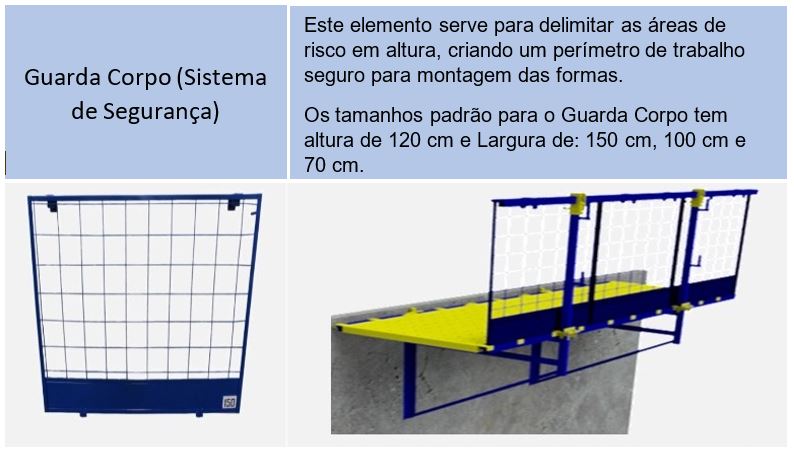 Guarda Corpo (Sistema
de Segurança)
Este elemento serve para delimitar as áreas de
risco em altura, criando um perímetro de trabalho
seguro para montagem das formas.
Os tamanhos padrão para o Guarda Corpo tem
altura de 120 cm e Largura de: 150 cm, 100 cm e
70 cm.
150